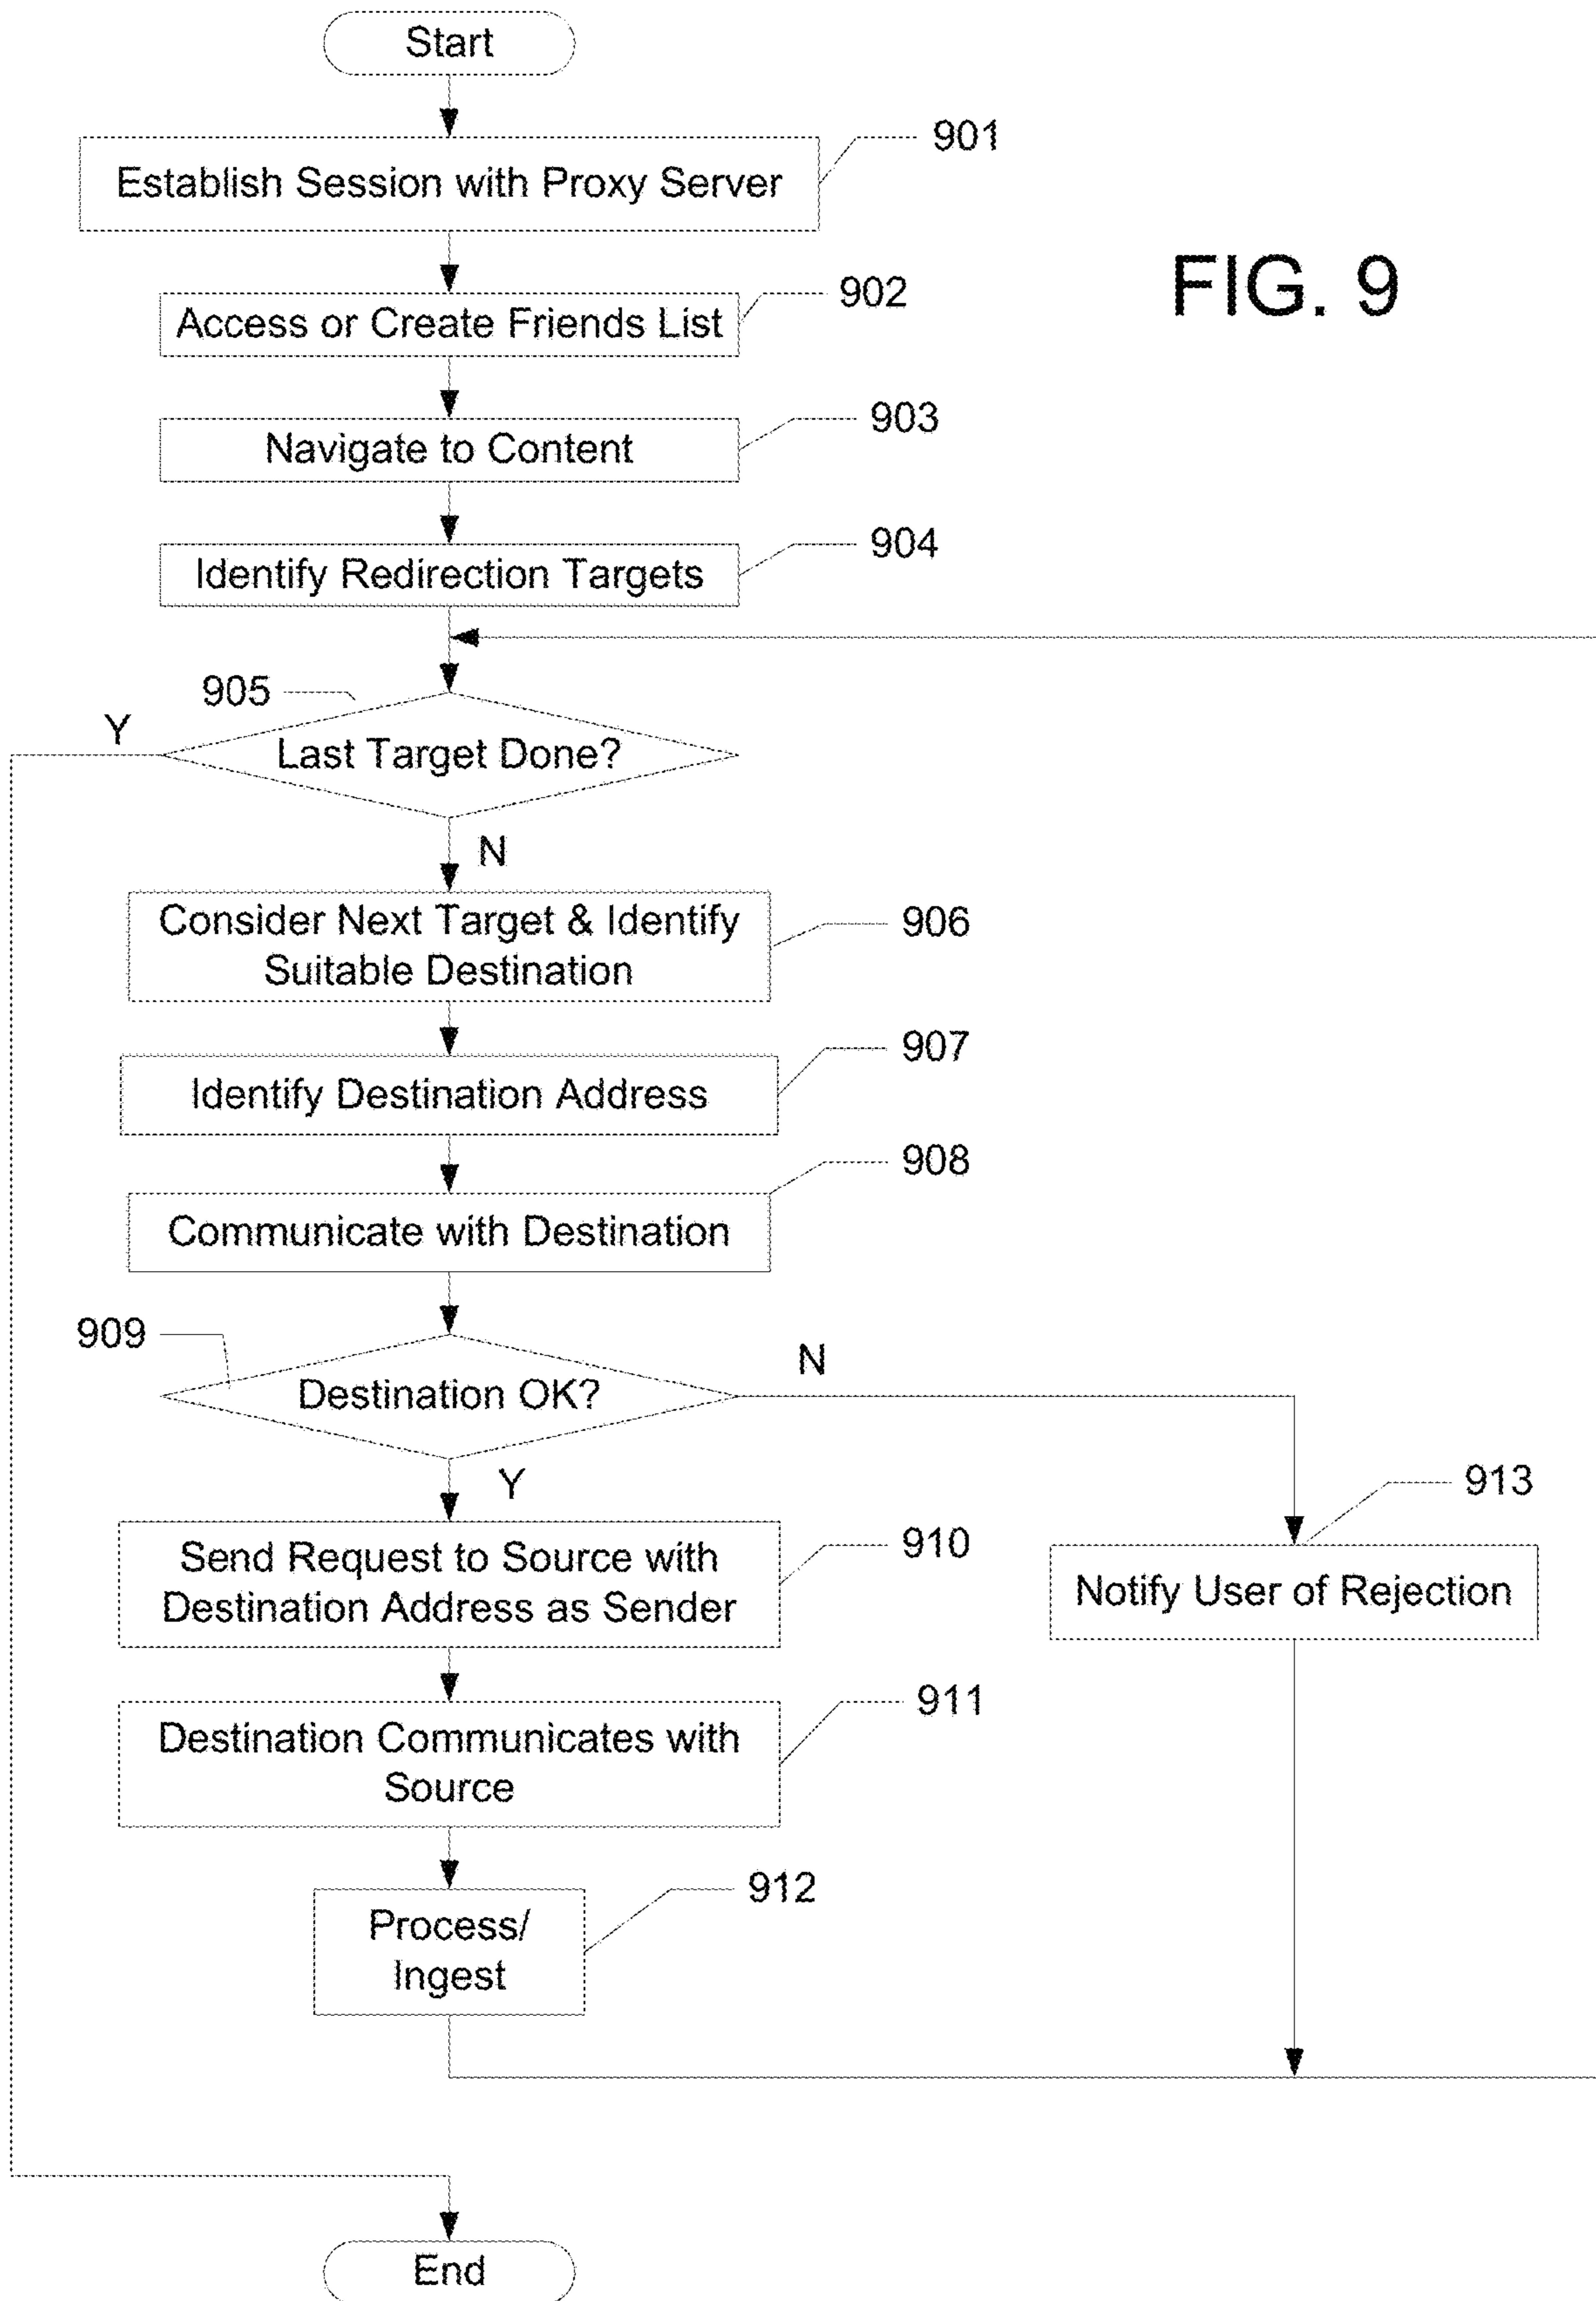 Start
901
Establish Session with Proxy Server
FIG. 9
902
Access or Create Friends List
903
Navigate to Content
904
Identify Redirection Targets
905
Y
Last Target Done?
N
Consider Next Target & Identify
Suitable Destination
906
907
Identify Destination Address
908
Communicate with Destination
909
N
Destination OK?
Y
913
Send Request to Source with
Destination Address as Sender
910
Notify User of Rejection
911
Destination Communicates with
Source
912
Process/
Ingest
End